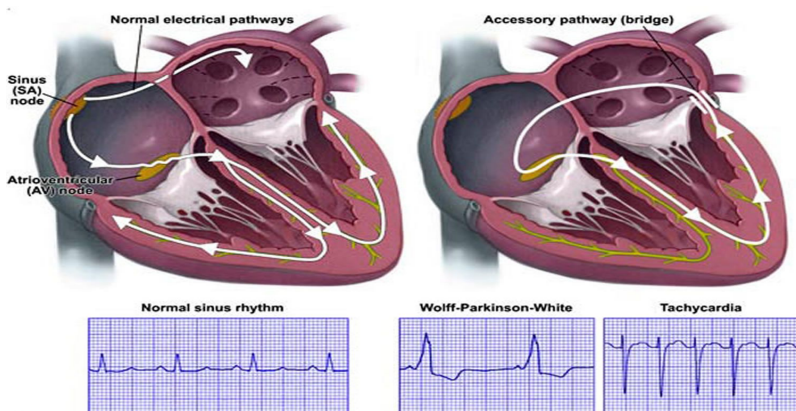 Normal electrical pathways
Accessory pathway (bridge)
Sinus
(SA)
node
Atrioventricular
(AV) node
Normal sinus rhythm
Wolff-Parkinson-White
Tachycardia